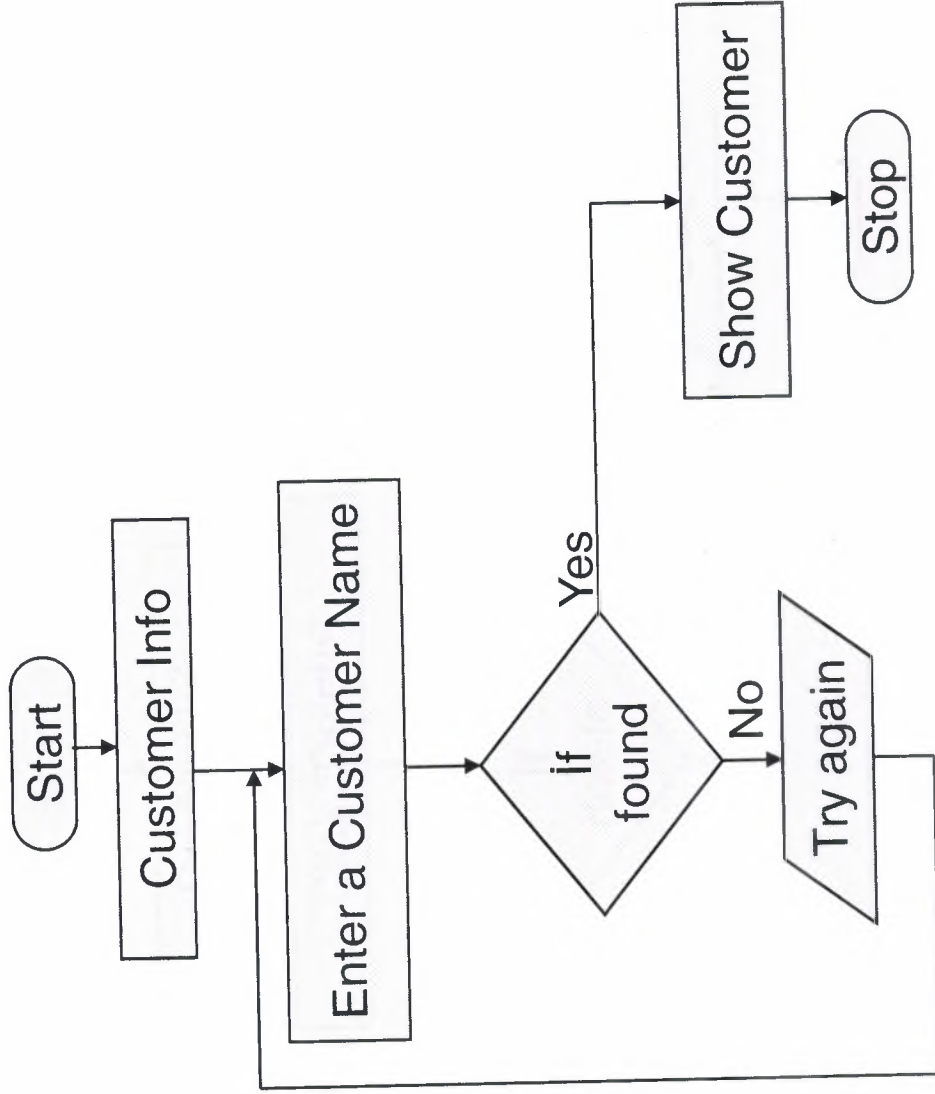 Start
Customer Info
Enter a Customer Name
if
found
Yes
No
Try again
Show Customer
Stop